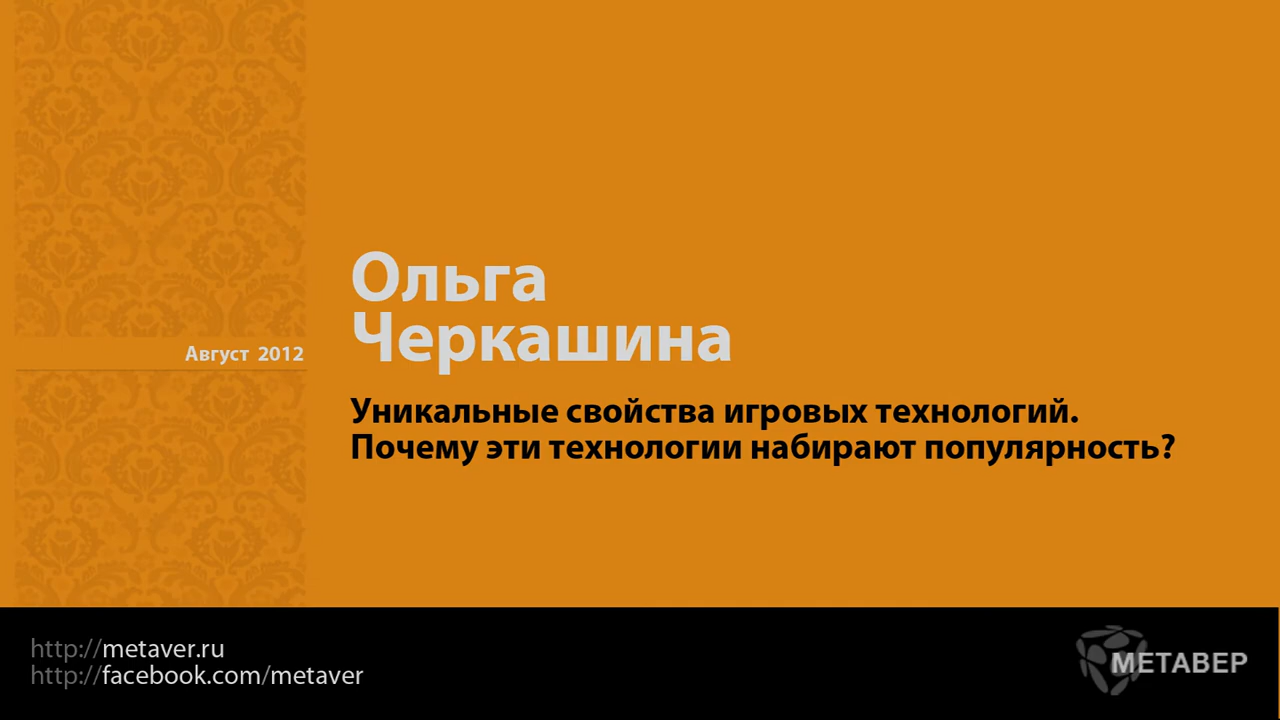 Август 2012
Ольга
Черкашина
Уникальные свойства игровых технологий.
Почему эти технологии набирают популярность?
http://metaver.ru
http://facebook.com/metaver
МЕТАВЕР